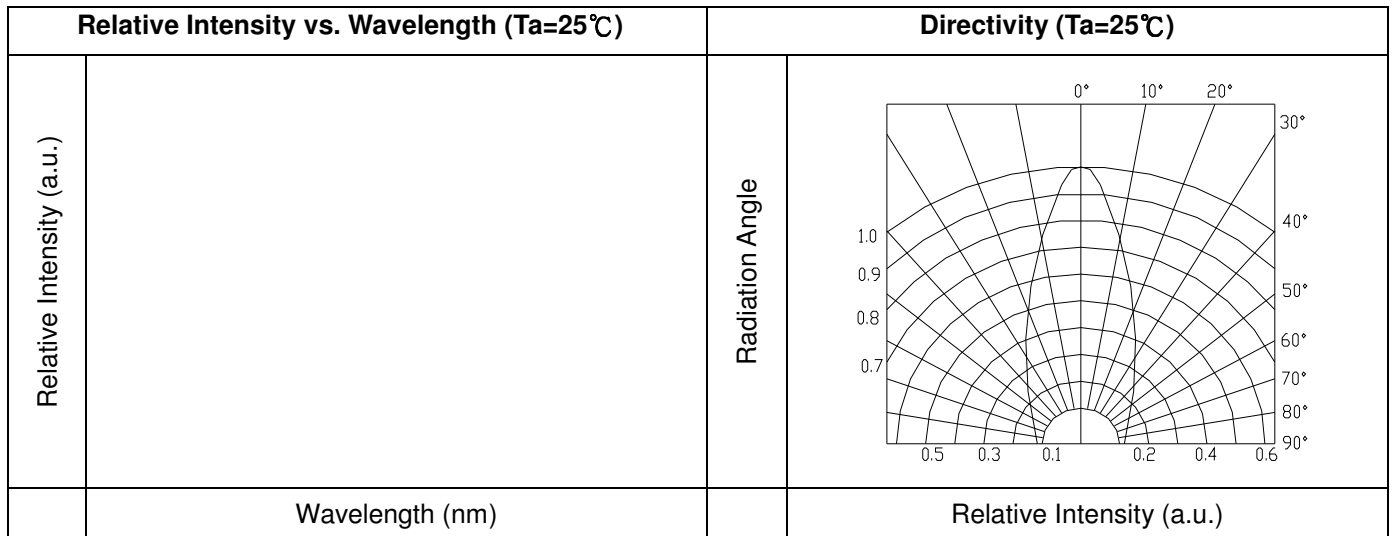 Relative Intensity vs. Wavelength (Ta=25℃)
Directivity (Ta=25℃)
Relative Intensity (a.u.)
Radiation Angle
0° 10° 20°
30°
40°
50°
60°
70°
80°
90°
1.0
0.9
0.8
0.7
0.5 0.3 0.1 0.2 0.4 0.6
Wavelength (nm)
Relative Intensity (a.u.)